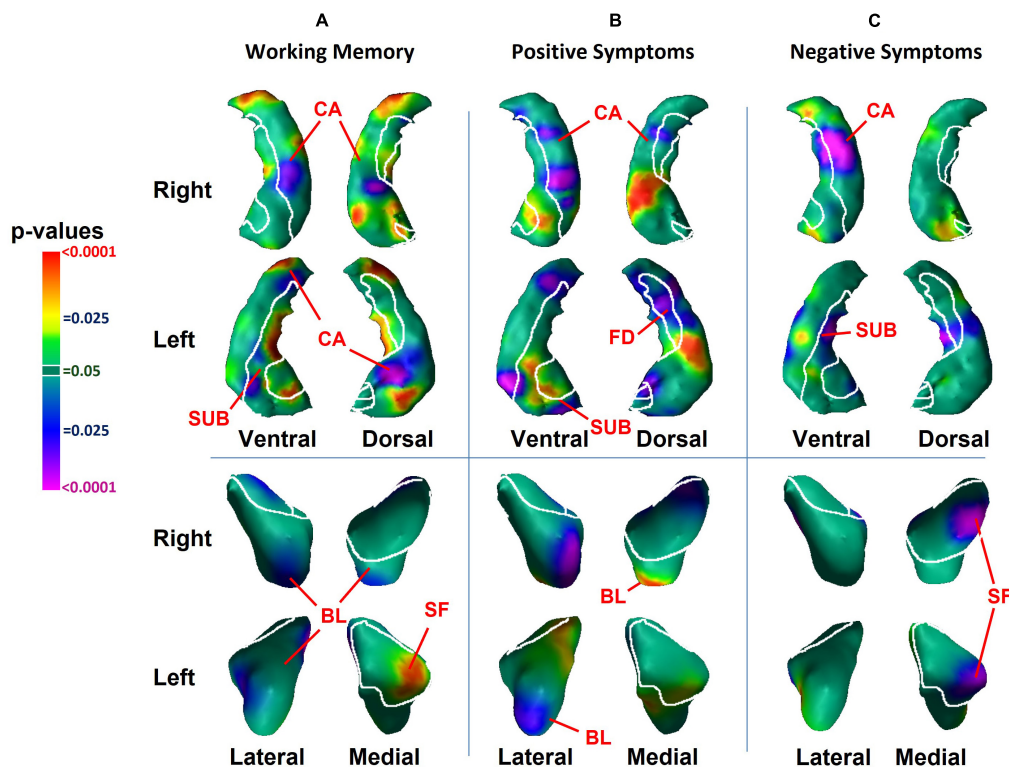 A B C
Working Memory Positive Symptoms Negative Symptoms
CA CA CA
Right
p-values
<0.0001
=0.025
=0.05
=0.025
<0.0001
Left
CA FD SUB
SUB SUB
Ventral Dorsal Ventral Dorsal Ventral Dorsal
Right
BL SF BL SF
Left
BL
Lateral Medial Lateral Medial Lateral Medial